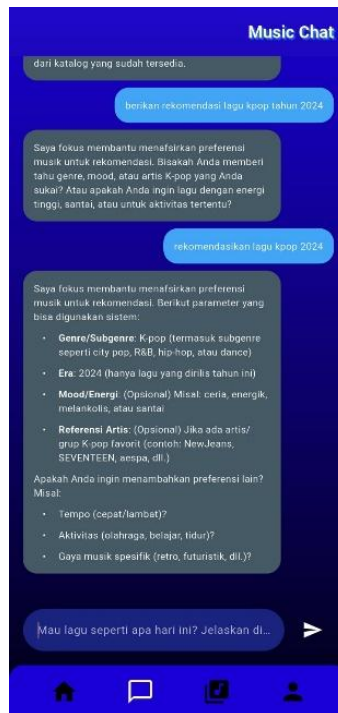 Music Chat
dari katalog yang sudah tersedia.
berikan rekomendasi lagu kpop tahun 2024
Saya fokus membantu menafsirkan preferensi
musik untuk rekomendasi. Bisakah Anda memberi
tahu genre, mood, atau artis K-pop yang Anda
sukai? Atau apakah Anda ingin lagu dengan energi
tinggi, santai, atau untuk aktivitas tertentu?
rekomendasikan lagu kpop 2024
Saya fokus membantu menafsirkan preferensi
musik untuk rekomendasi. Berikut parameter yang
bisa digunakan sistem:
• Genre/Subgenre: K-pop (termasuk subgenre
seperti city pop, R&B, hip-hop, atau dance)
• Era: 2024 (hanya lagu yang dirilis tahun ini)
• Mood/Energi: (Opsional) Misal: ceria, energik,
melankolis, atau santai
• Referensi Artis: (Opsional) Jika ada artis/
grup K-pop favorit (contoh: NewJeans,
SEVENTEEN, aespa, dll.)
Apakah Anda ingin menambahkan preferensi lain?
Misal:
• Tempo (cepat/lambat)?
• Aktivitas (olahraga, belajar, tidur)?
• Gaya musik spesifik (retro, futuristik, dll.)?
Mau lagu seperti apa hari ini? Jelaskan di...